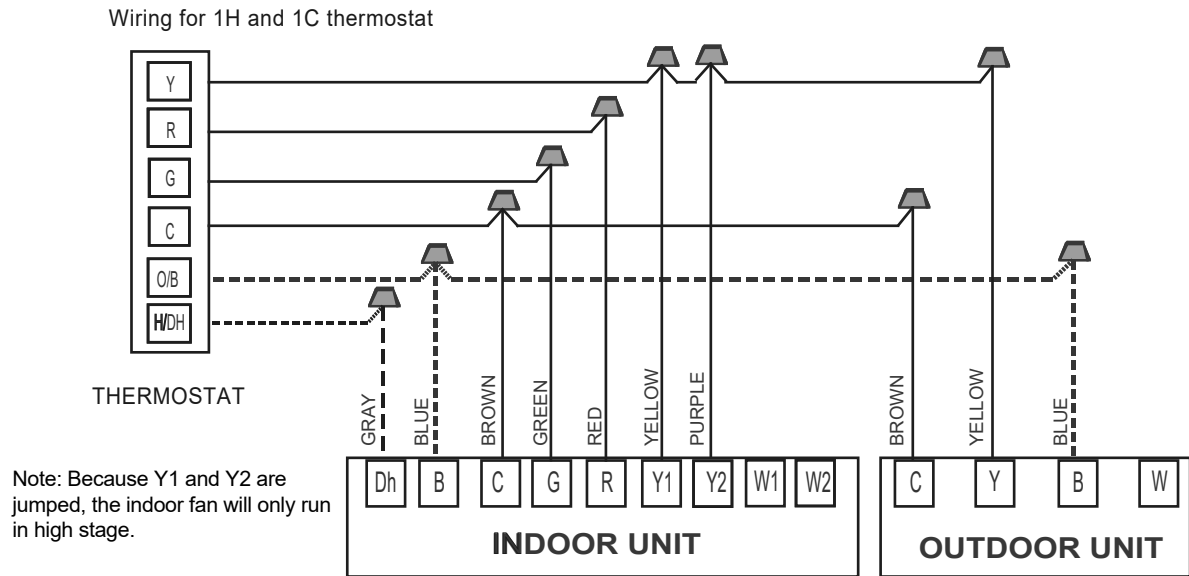 Wiring for 1H and 1C thermostat
Y
R
G
C
O/B
H/DH
THERMOSTAT
GRAY
BLUE
BROWN
GREEN
RED
YELLOW
PURPLE
BROWN
YELLOW
BLUE
Note: Because Y1 and Y2 are
jumped, the indoor fan will only run
in high stage.
Dh B C G R Y1 Y2 W1 W2
INDOOR UNIT
C Y B W
OUTDOOR UNIT